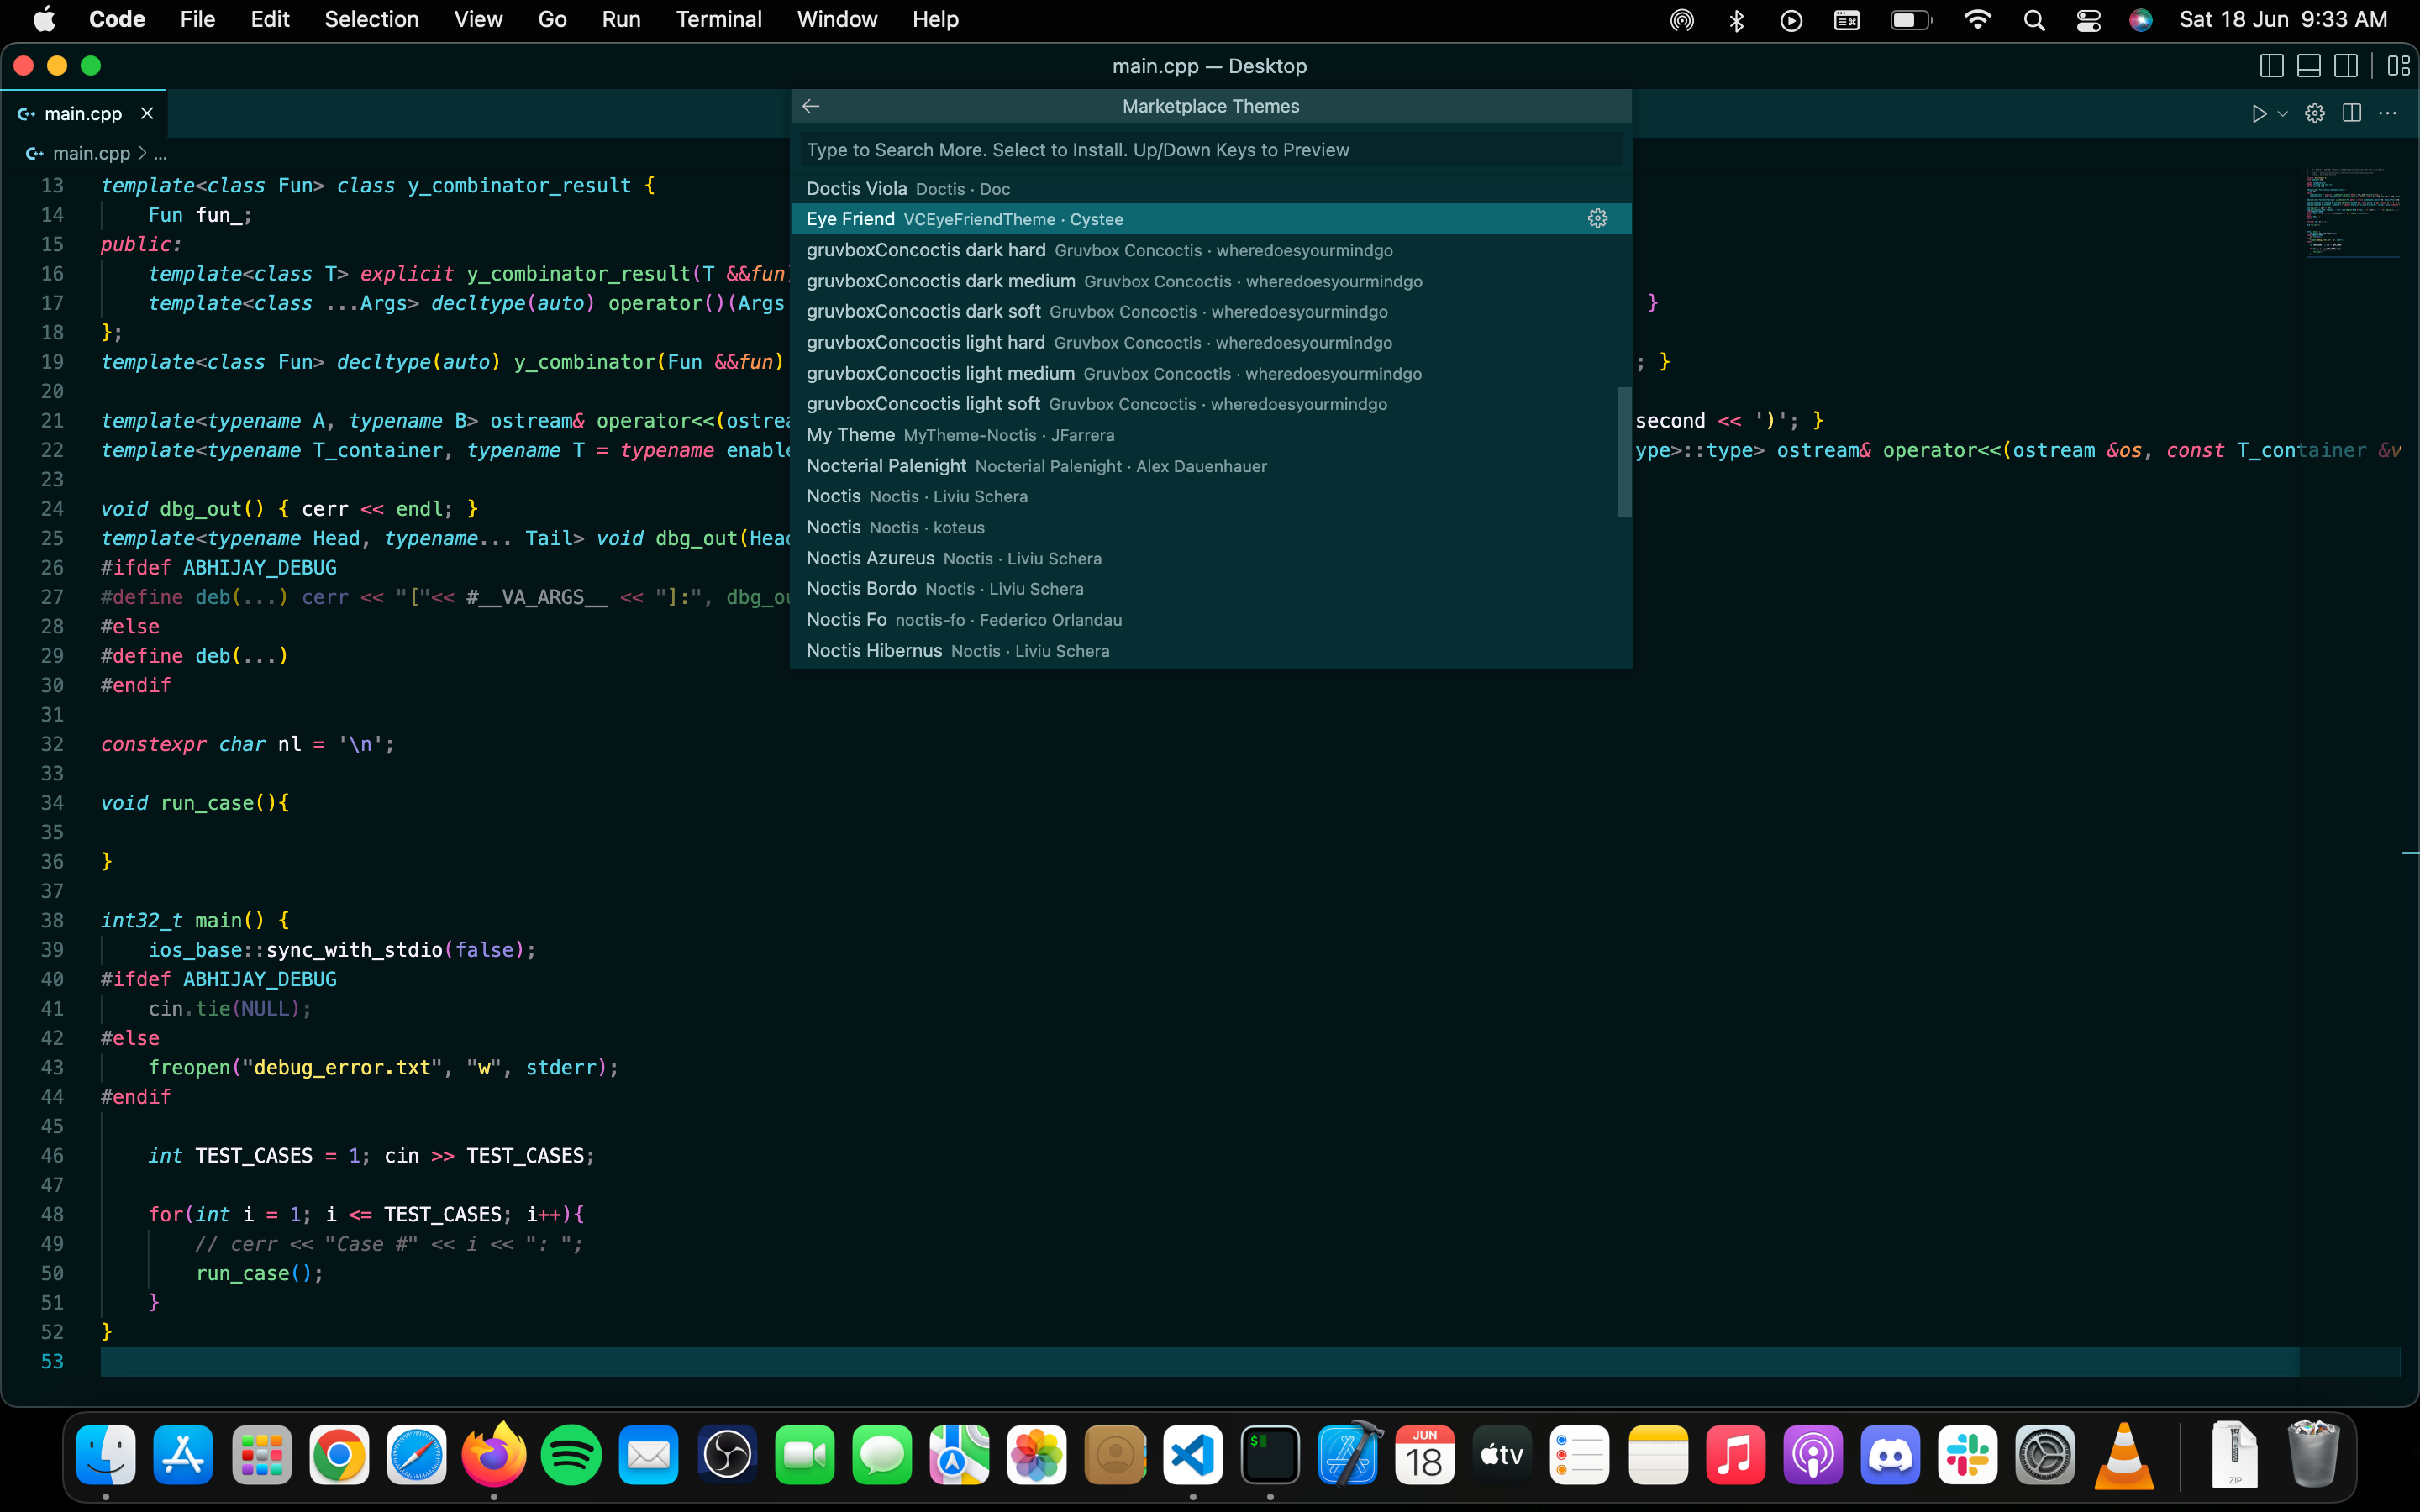 Code File Edit Selection View Go Run Terminal Window Help Sat 18 Jun 9:33 AM
main.cpp — Desktop
main.cpp
main.cpp > ...
Marketplace Themes
Type to Search More. Select to Install. Up/Down Keys to Preview
Doctis Viola Doctis · Doc
Eye Friend VCEyeFriendTheme · Cystee
gruvboxConcoctis dark hard Gruvbox Concoctis · wheredoesyourmindgo
gruvboxConcoctis dark medium Gruvbox Concoctis · wheredoesyourmindgo
gruvboxConcoctis dark soft Gruvbox Concoctis · wheredoesyourmindgo
gruvboxConcoctis light hard Gruvbox Concoctis · wheredoesyourmindgo
gruvboxConcoctis light medium Gruvbox Concoctis · wheredoesyourmindgo
gruvboxConcoctis light soft Gruvbox Concoctis · wheredoesyourmindgo
My Theme MyTheme-Noctis · JFarrera
Nocterial Palenight Nocterial Palenight · Alex Dauenhauer
Noctis Noctis · Liviu Schera
Noctis Noctis · koteus
Noctis Azureus Noctis · Liviu Schera
Noctis Bordo Noctis · Liviu Schera
Noctis Fo noctis-fo · Federico Orlandau
Noctis Hibernus Noctis · Liviu Schera
13 template<class Fun> class y_combinator_result {
14 Fun fun_;
15 public:
16 template<class T> explicit y_combinator_result(T &&fun)
17 template<class ...Args> decltype(auto) operator()(Args }
18 };
19 template<class Fun> decltype(auto) y_combinator(Fun &&fun) ; }
20
21 template<typename A, typename B> ostream& operator<<(ostrea second << ')'; }
22 template<typename T_container, typename T = typename enable ype>::type> ostream& operator<<(ostream &os, const T_container &v
23
24 void dbg_out() { cerr << endl; }
25 template<typename Head, typename... Tail> void dbg_out(Head
26 #ifdef ABHIJAY_DEBUG
27 #define deb(...) cerr << "["<< #__VA_ARGS__ << "]:", dbg_ou
28 #else
29 #define deb(...)
30 #endif
31
32 constexpr char nl = '\n';
33
34 void run_case(){
35
36 }
37
38 int32_t main() {
39 ios_base::sync_with_stdio(false);
40 #ifdef ABHIJAY_DEBUG
41 cin.tie(NULL);
42 #else
43 freopen("debug_error.txt", "w", stderr);
44 #endif
45
46 int TEST_CASES = 1; cin >> TEST_CASES;
47
48 for(int i = 1; i <= TEST_CASES; i++){
49 // cerr << "Case #" << i << ": ";
50 run_case();
51 }
52 }
53
$
JUN
18
tv
ZIP